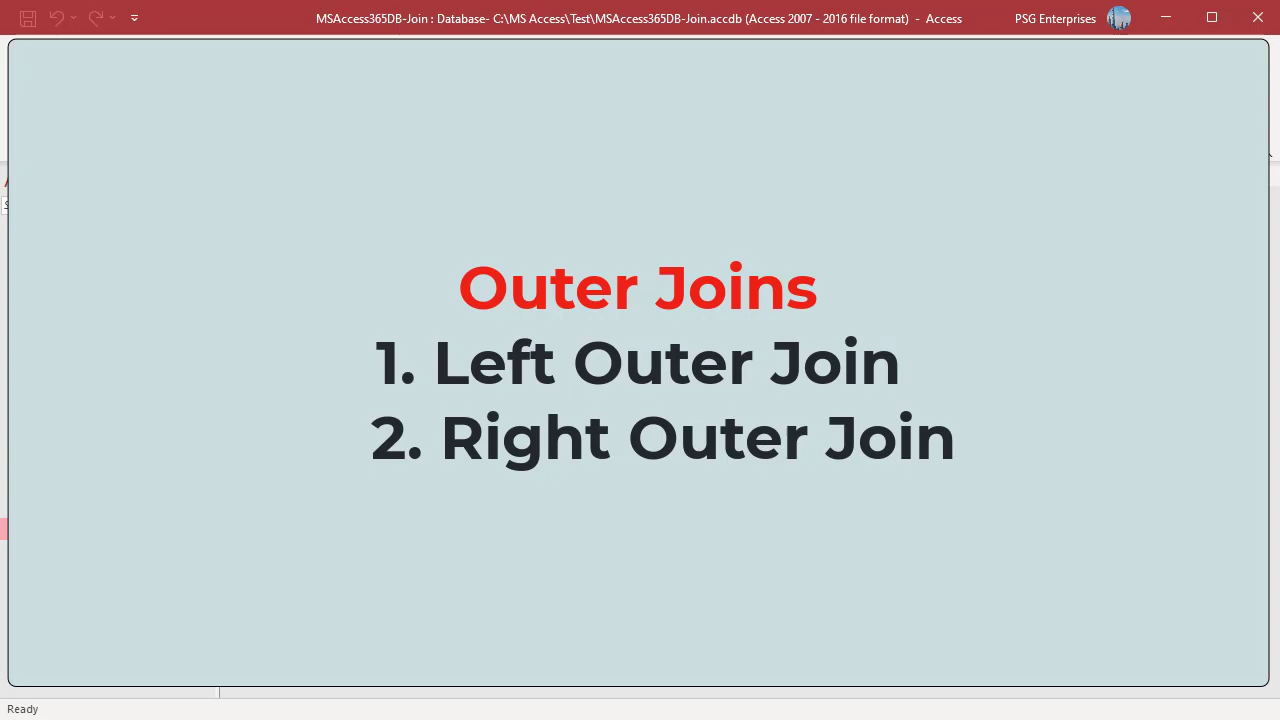 MSAccess365DB-Join : Database- C:\MS Access\Test\MSAccess365DB-Join.accdb (Access 2007 - 2016 file format) - Access
PSG Enterprises
Outer Joins
1. Left Outer Join
2. Right Outer Join
Ready